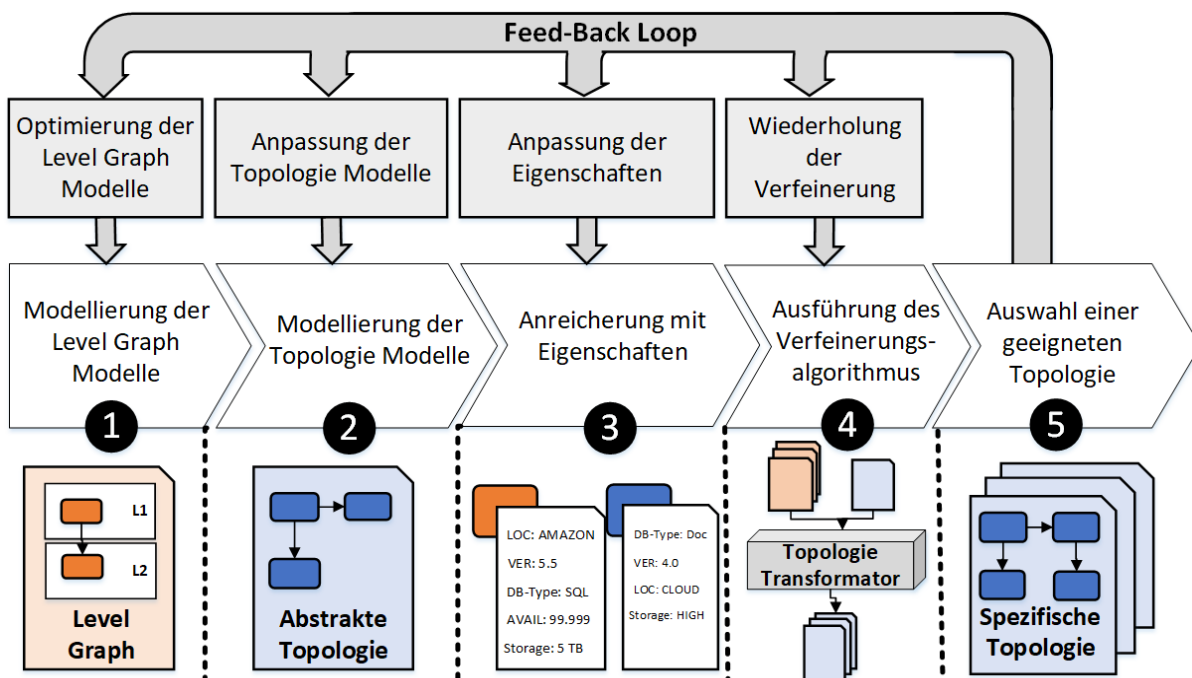 Feed-Back Loop
Optimierung der
Level Graph
Modelle
Anpassung der
Topologie Modelle
Anpassung der
Eigenschaften
Wiederholung
der
Verfeinerung
Modellierung der
Level Graph
Modelle
Modellierung der
Topologie Modelle
Anreicherung mit
Eigenschaften
Ausführung des
Verfeinerungs-
algorithmus
Auswahl einer
geeigneten
Topologie
1
2
3
4
5
L1
L2
Level
Graph
Abstrakte
Topologie
LOC: AMAZON
VER: 5.5
DB-Type: SQL
AVAIL: 99.999
Storage: 5 TB
DB-Type: Doc
VER: 4.0
LOC: CLOUD
Storage: HIGH
Topologie
Transformator
Spezifische
Topologie